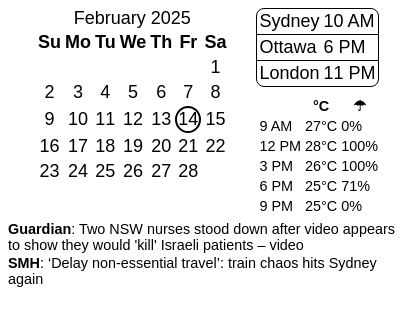 February 2025
Su Mo Tu We Th Fr Sa
1
2 3 4 5 6 7 8
9 10 11 12 13 14 15
16 17 18 19 20 21 22
23 24 25 26 27 28
Sydney 10 AM
Ottawa 6 PM
London 11 PM
°C ☂
9 AM 27°C 0%
12 PM 28°C 100%
3 PM 26°C 100%
6 PM 25°C 71%
9 PM 25°C 0%
Guardian: Two NSW nurses stood down after video appears
to show they would 'kill' Israeli patients – video
SMH: ‘Delay non-essential travel’: train chaos hits Sydney
again